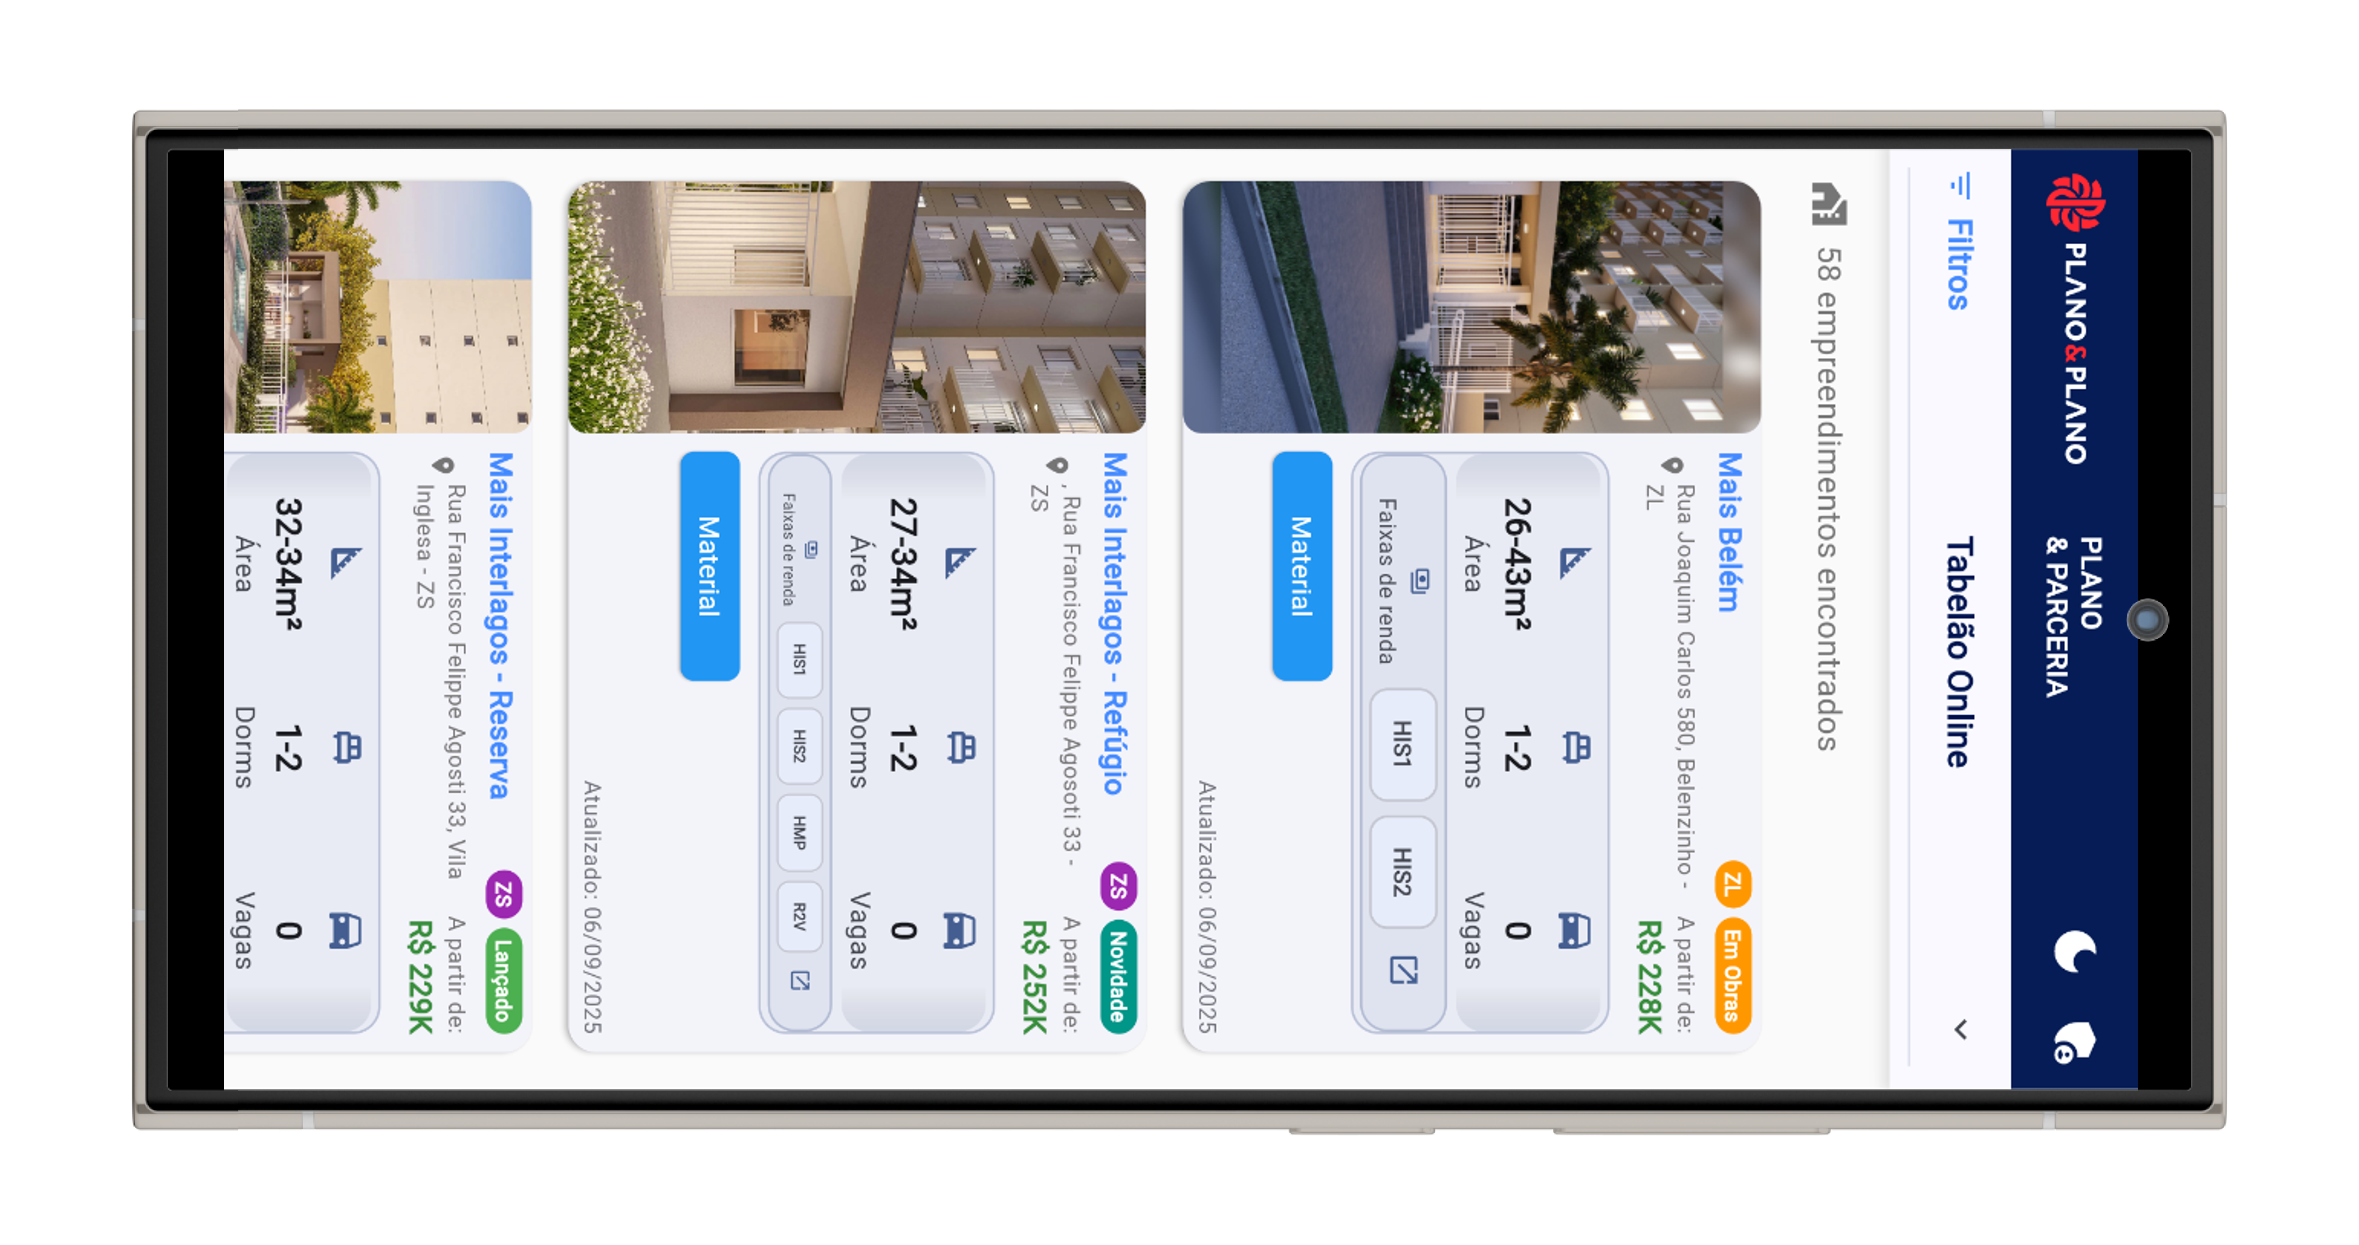 PLANO&PLANO
PLANO
& PARCERIA
8
Filtros
Tabelão Online
58 empreendimentos encontrados
Mais Belém
ZL
Em Obras
Rua Joaquim Carlos 580, Belenzinho -
ZL
A partir de:
R$ 228K
26-43m²
1-2
0
Área
Dorms
Vagas
Faixas de renda
HIS1
HIS2
Material
Atualizado: 06/09/2025
Mais Interlagos - Refúgio
ZS
Novidade
, Rua Francisco Felippe Agosoti 33 -
ZS
A partir de:
R$ 252K
27-34m²
1-2
0
Área
Dorms
Vagas
Faixas de renda
HIS1
HIS2
HMP
R2V
Material
Atualizado: 06/09/2025
Mais Interlagos - Reserva
ZS
Lançado
Rua Francisco Felippe Agosti 33, Vila
Inglesa - ZS
A partir de:
R$ 229K
32-34m²
1-2
0
Área
Dorms
Vagas